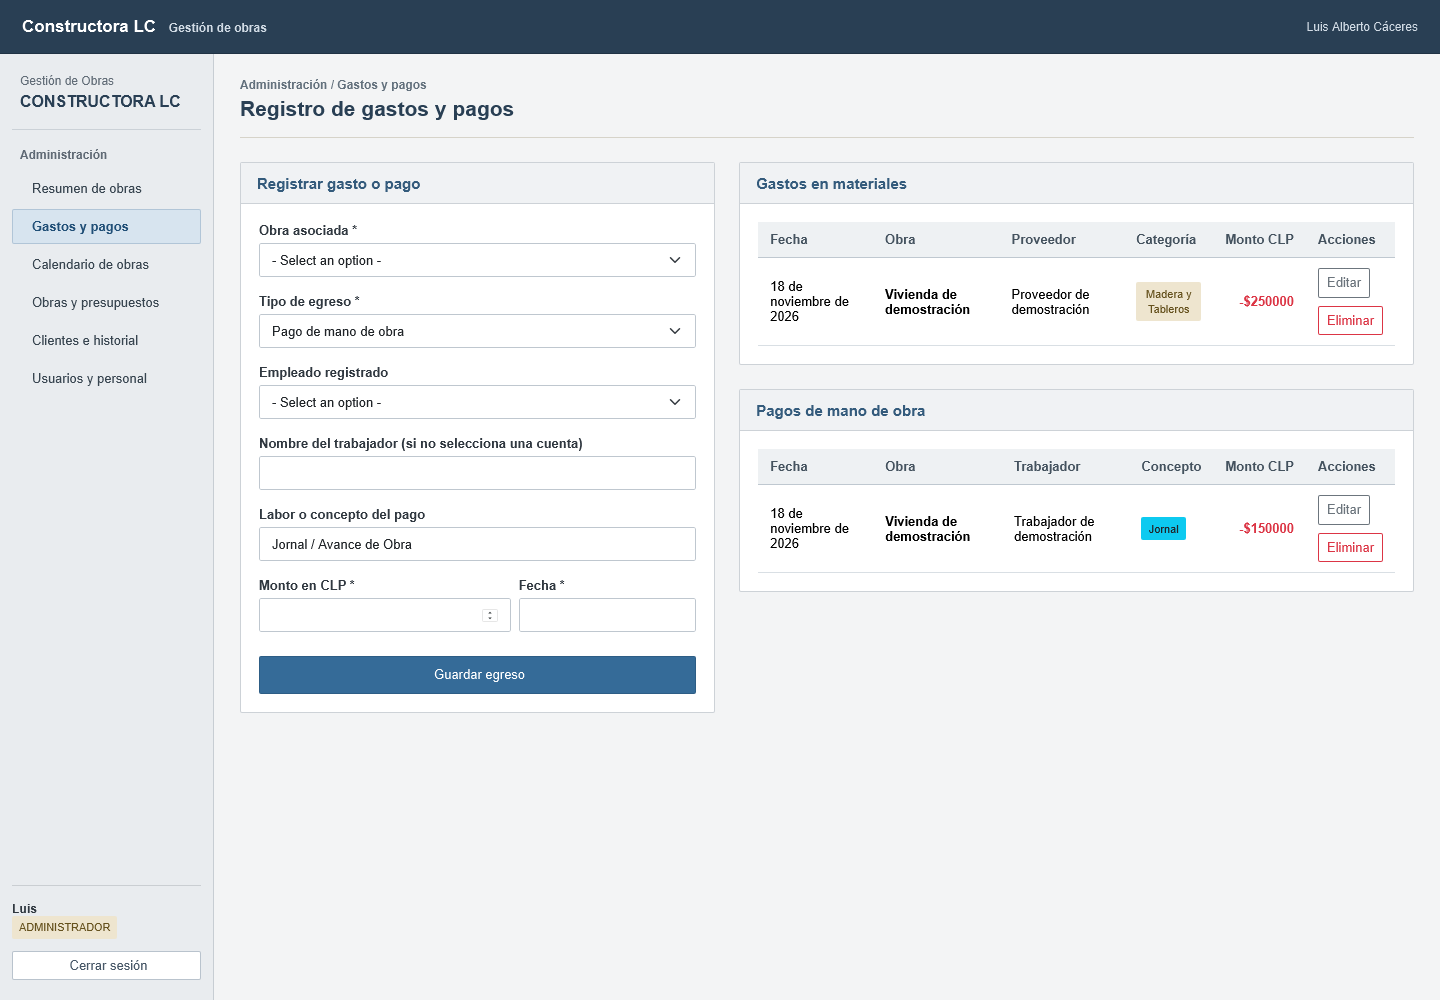 Constructora LC Gestión de obras
Luis Alberto Cáceres
Gestión de Obras
CONSTRUCTORA LC
Administración
Resumen de obras
Gastos y pagos
Calendario de obras
Obras y presupuestos
Clientes e historial
Usuarios y personal
Luis
ADMINISTRADOR
Cerrar sesión
Administración / Gastos y pagos
Registro de gastos y pagos
Registrar gasto o pago
Obra asociada *
- Select an option -
Tipo de egreso *
Pago de mano de obra
Empleado registrado
- Select an option -
Nombre del trabajador (si no selecciona una cuenta)
Labor o concepto del pago
Jornal / Avance de Obra
Monto en CLP * Fecha *
Guardar egreso
Gastos en materiales
Fecha Obra Proveedor Categoría Monto CLP Acciones
18 de
noviembre de
2026
Vivienda de
demostración
Proveedor de
demostración
Madera y
Tableros
-$250000
Editar
Eliminar
Pagos de mano de obra
Fecha Obra Trabajador Concepto Monto CLP Acciones
18 de
noviembre de
2026
Vivienda de
demostración
Trabajador de
demostración
Jornal
-$150000
Editar
Eliminar